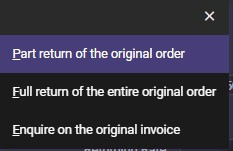 Part return of the original order
Full return of the entire original order
Enquire on the original invoice